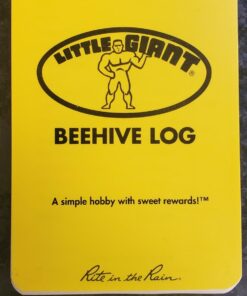 LITTLE GIANT®
BEEHIVE LOG
A simple hobby with sweet rewards!™
Rite in the Rain.